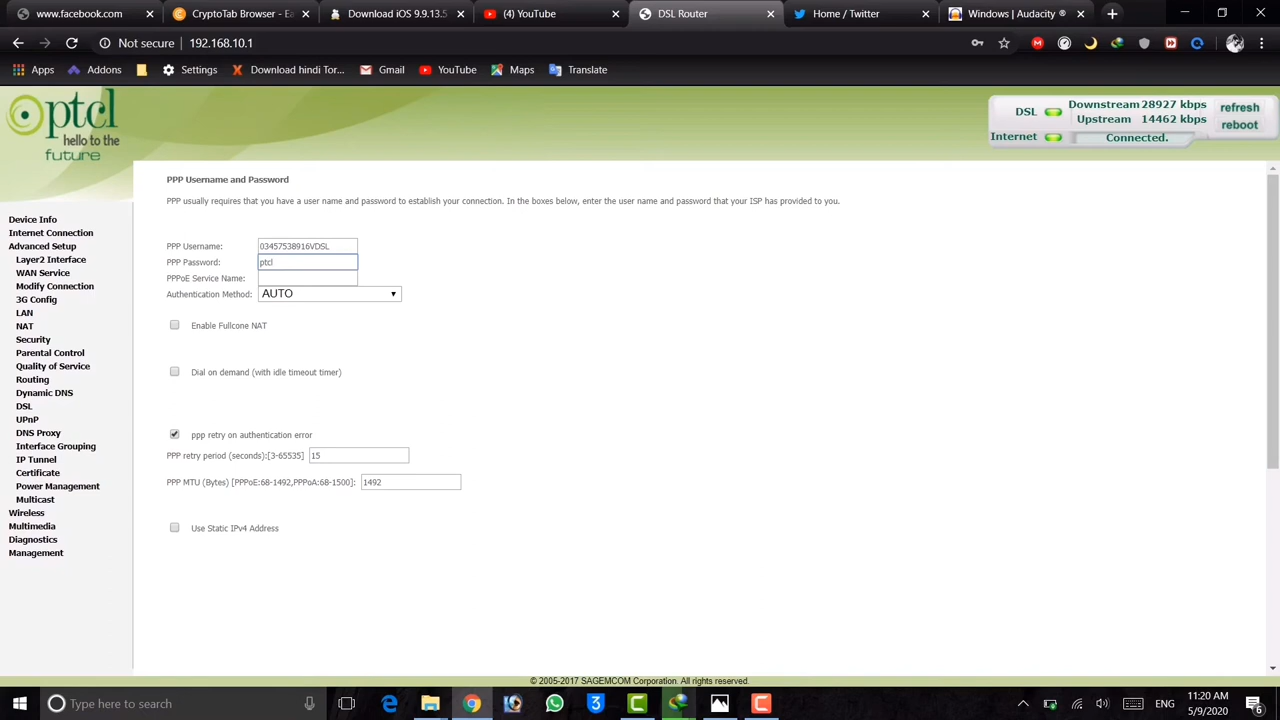 www.facebook.com
CryptoTab Browser - Ea
Download iOS 9.9.13.5
(4) YouTube
DSL Router
Home / Twitter
Windows | Audacity ®
Not secure
192.168.10.1
Apps
Addons
Settings
Download hindi Tor...
Gmail
YouTube
Maps
Translate
ptcl
hello to the
future
DSL
Downstream 28927 kbps
Upstream 14462 kbps
refresh
reboot
Internet
Connected.
Device Info
Internet Connection
Advanced Setup
Layer2 Interface
WAN Service
Modify Connection
3G Config
LAN
NAT
Security
Parental Control
Quality of Service
Routing
Dynamic DNS
DSL
UPnP
DNS Proxy
Interface Grouping
IP Tunnel
Certificate
Power Management
Multicast
Wireless
Multimedia
Diagnostics
Management
PPP Username and Password
PPP usually requires that you have a user name and password to establish your connection. In the boxes below, enter the user name and password that your ISP has provided to you.
PPP Username: 03457538916VDSL
PPP Password: ptcl
PPPoE Service Name:
Authentication Method: AUTO
Enable Fullcone NAT
Dial on demand (with idle timeout timer)
ppp retry on authentication error
PPP retry period (seconds):[3-65535] 15
PPP MTU (Bytes) [PPPoE:68-1492,PPPoA:68-1500]: 1492
Use Static IPv4 Address
© 2005-2017 SAGEMCOM Corporation. All rights reserved.
Type here to search
ENG
11:20 AM
5/9/2020
6